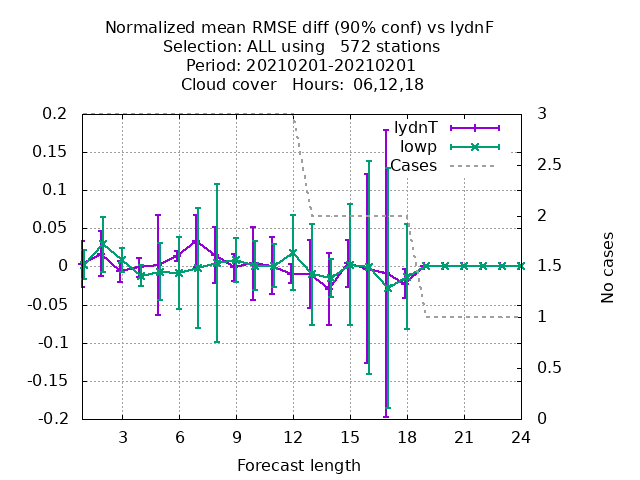 Normalized mean RMSE diff (90% conf) vs lydnF
Selection: ALL using   572 stations
Period: 20210201-20210201
Cloud cover   Hours: 06,12,18
0.2
0.15
0.1
0.05
0
-0.05
-0.1
-0.15
-0.2
3
2.5
2
1.5
1
0.5
0
lydnT
lowp
Cases
No cases
3 6 9 12 15 18 21 24
Forecast length